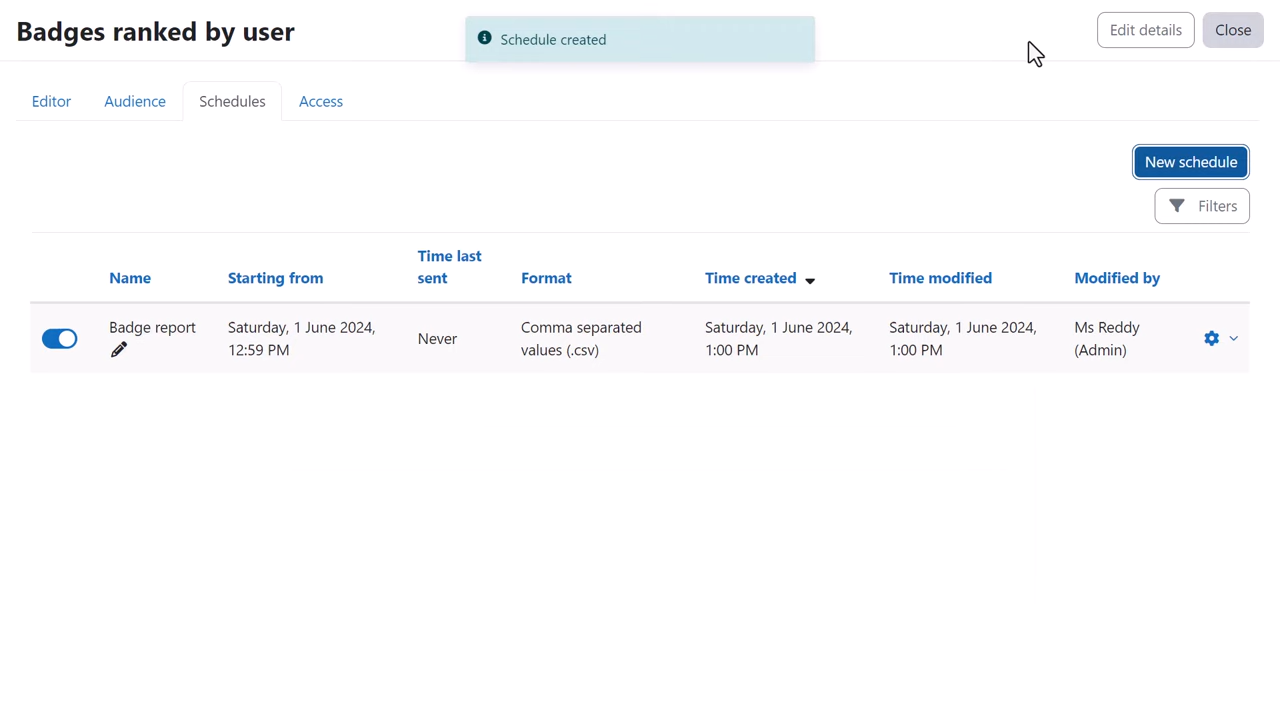 Badges ranked by user
Schedule created
Edit details
Close
Editor
Audience
Schedules
Access
New schedule
Filters
Name
Starting from
Time last
sent
Format
Time created
Time modified
Modified by
Badge report
Saturday, 1 June 2024,
12:59 PM
Never
Comma separated
values (.csv)
Saturday, 1 June 2024,
1:00 PM
Saturday, 1 June 2024,
1:00 PM
Ms Reddy
(Admin)